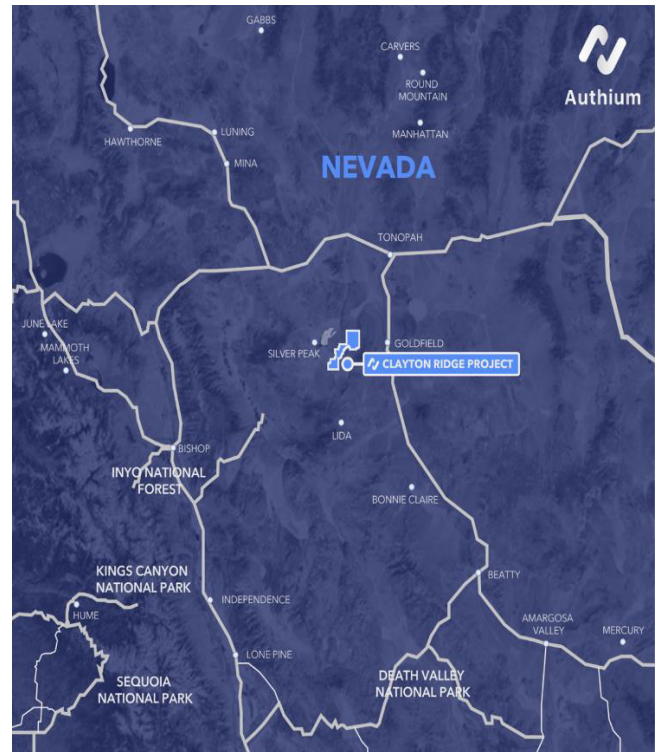 GABBS
CARVERS
Authium
ROUND
MOUNTAIN
HAWTHORNE
LUNING
MANHATTAN
MINA
NEVADA
TONOPAH
JUNE LAKE
MAMMOTH
LAKES
SILVER PEAK
GOLDFIELD
CLAYTON RIDGE PROJECT
LIDA
BISHOP
INYO NATIONAL
FOREST
BONNIE CLAIRE
KINGS CANYON
NATIONAL PARK
BEATTY
HUME
INDEPENDENCE
AMARGOSA
VALLEY
MERCURY
LONE PINE
SEQUOIA
NATIONAL PARK
DEATH VALLEY
NATIONAL PARK